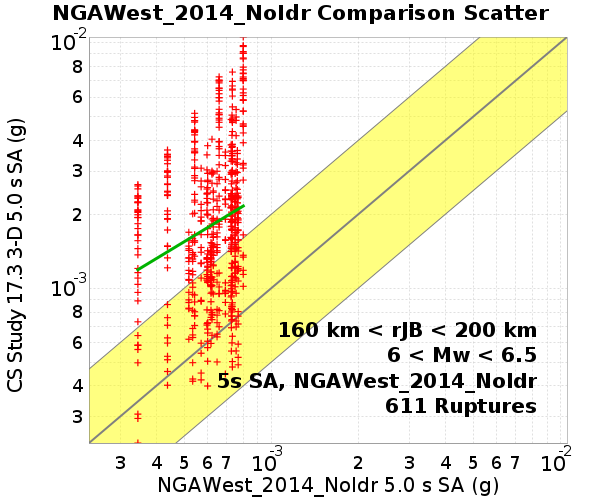 NGAWest_2014_NoIdr Comparison Scatter
CS Study 17.3 3-D 5.0 s SA (g)
10-2
8
6
4
3
2
10-3
8
6
4
3
160 km < rJB < 200 km
6 < Mw < 6.5
5s SA, NGAWest_2014_NoIdr
611 Ruptures
3 4 5 6 7 10-3 2 3 4 5 6 7 10-2
NGAWest_2014_NoIdr 5.0 s SA (g)